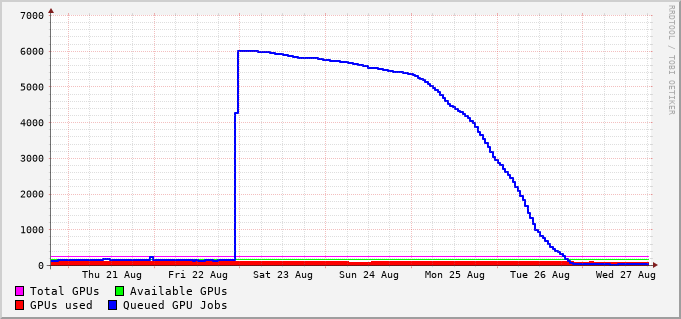 7000
6000
5000
4000
3000
2000
1000
0
Thu 21 Aug Fri 22 Aug Sat 23 Aug Sun 24 Aug Mon 25 Aug Tue 26 Aug Wed 27 Aug
Total GPUs Available GPUs
GPUs used Queued GPU Jobs
RRDTOOL / TOBI OETIKER